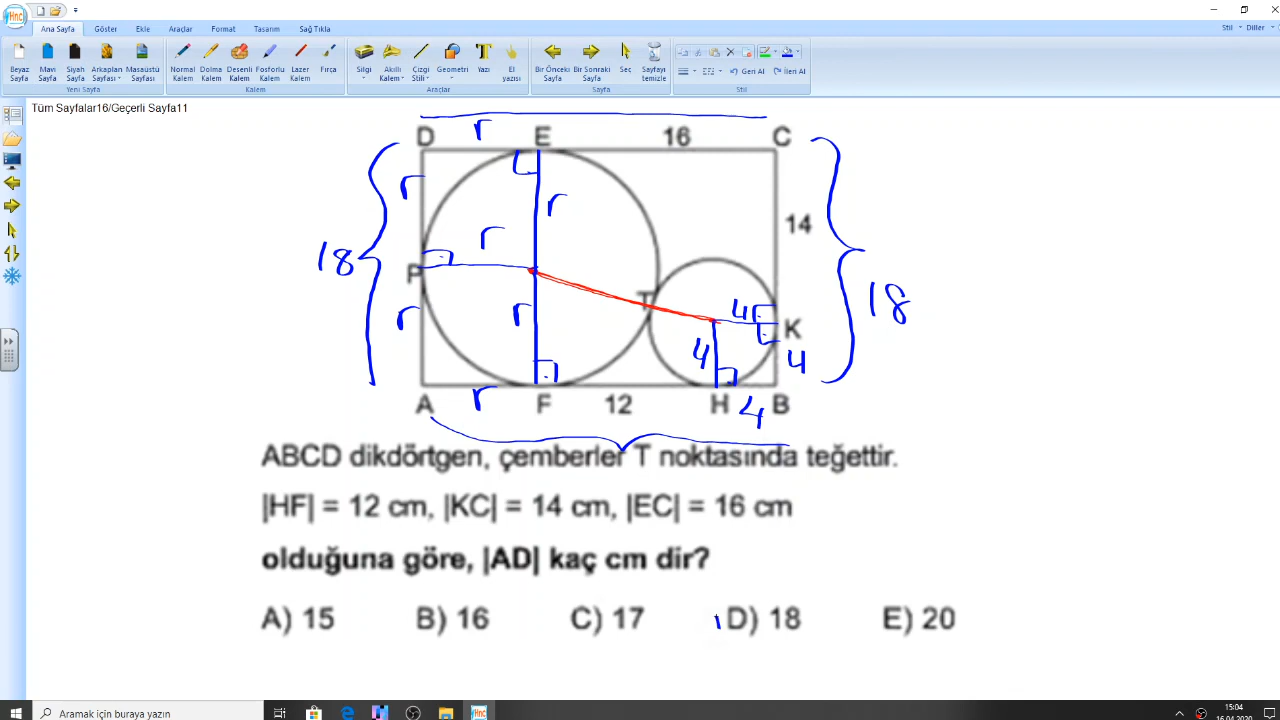 Hnc
Stil Diller
Ana Sayfa Göster Ekle Araçlar Format Tasarım Sağ Tıkla
Beyaz Sayfa Mavi Sayfa Siyah Sayfa Arkaplan Sayfası Masaüstü Sayfası Normal Kalem Dolma Kalem Desenli Kalem Fosforlu Kalem Lazer Kalem Fırça Silgi Akıllı Kalem Çizgi Stili Geometri Yazı El yazısı Bir Önceki Sayfa Bir Sonraki Sayfa Seç Sayfayı temizle Geri Al İleri Al
Yeni Sayfa Kalem Araçlar Sayfa Stil
Tüm Sayfalar16/Geçerli Sayfa11
r
D E 16 C
r r 14
r
18 P T 4 K 18
r r 4 4
r 4
A F 12 H B
ABCD dikdörtgen, çemberler T noktasında teğettir.
|HF| = 12 cm, |KC| = 14 cm, |EC| = 16 cm
olduğuna göre, |AD| kaç cm dir?
A) 15 B) 16 C) 17 D) 18 E) 20
Aramak için buraya yazın
15:04
16.04.2020